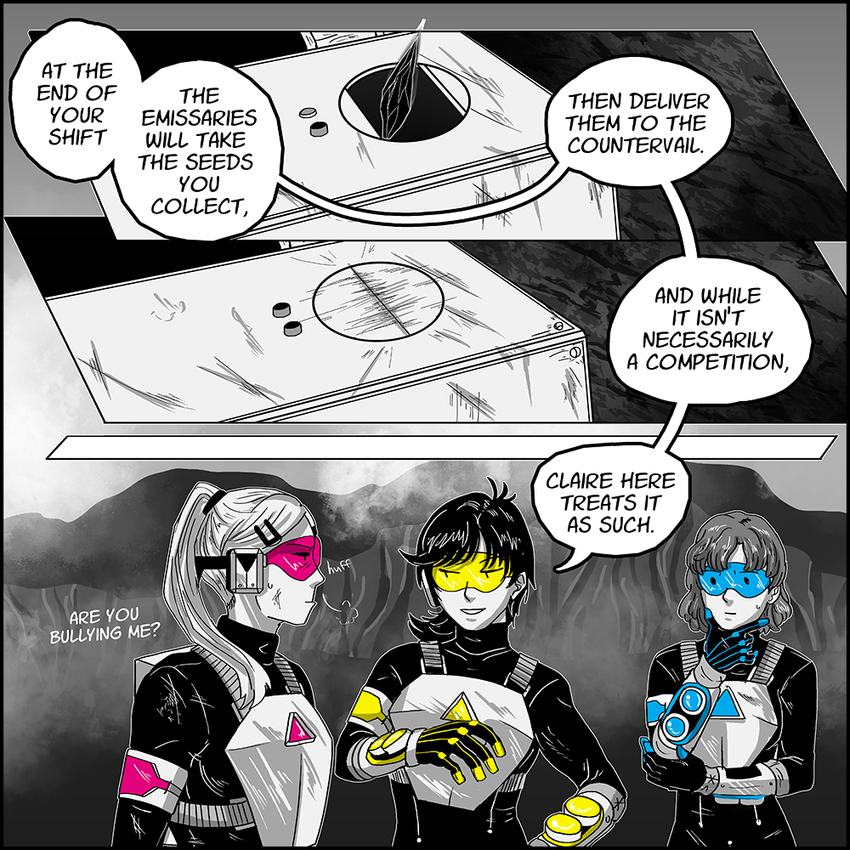 AT THE
END OF
YOUR
SHIFT
THE
EMISSARIES
WILL TAKE
THE SEEDS
YOU
COLLECT,
THEN DELIVER
THEM TO THE
COUNTERVAIL.
AND WHILE
IT ISN'T
NECESSARILY
A COMPETITION,
CLAIRE HERE
TREATS IT
AS SUCH.
huff
ARE YOU
BULLYING ME?